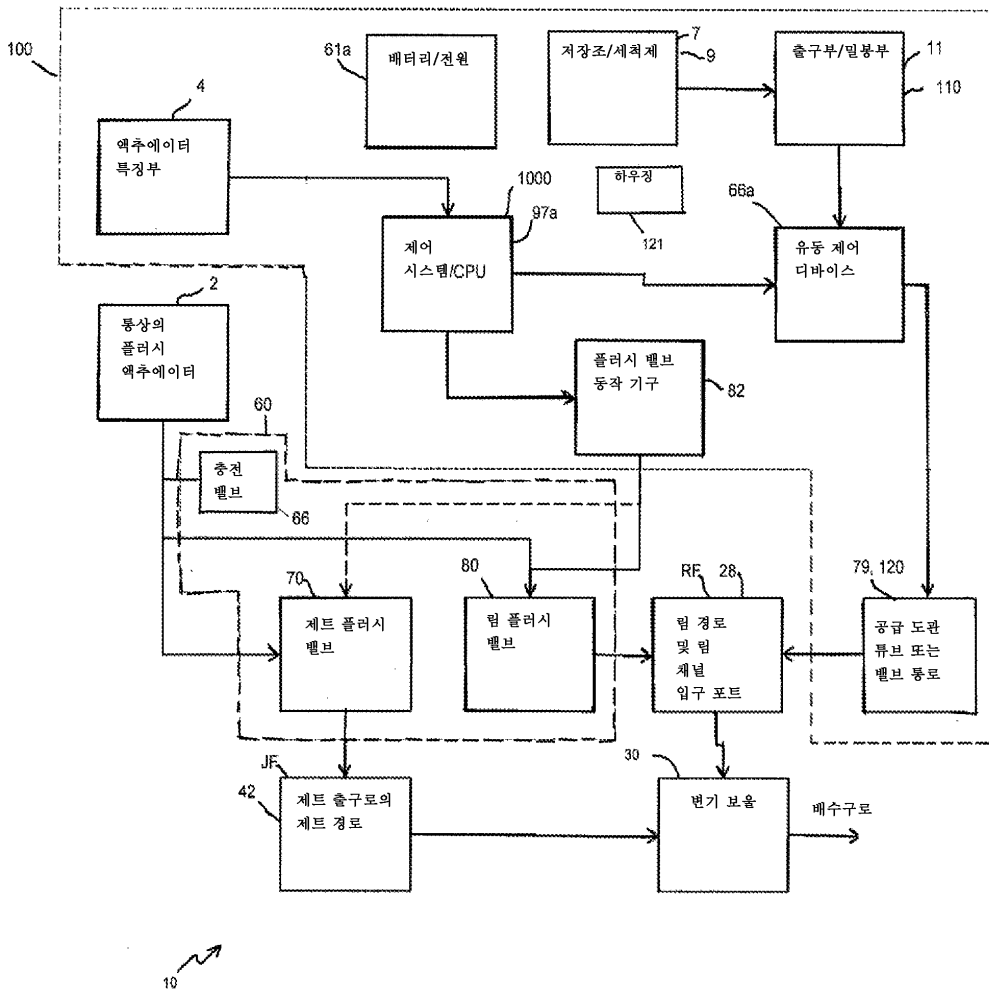 100
61a
배터리/전원
7
9
저장조/세척제
출구부/밀봉부
11
110
4
액추에이터
특징부
1000
97a
제어
시스템/CPU
하우징
121
66a
유동 제어
디바이스
2
통상의
플러시
액추에이터
플러시 밸브
동작 기구
82
60
충전
밸브
66
70
제트 플러시
밸브
80
림 플러시
밸브
RF
28
림 경로
및 림
채널
입구 포트
79, 120
공급 도관
튜브 또는
밸브 통로
JF
42
제트 출구로의
제트 경로
30
변기 보울
배수구로
10